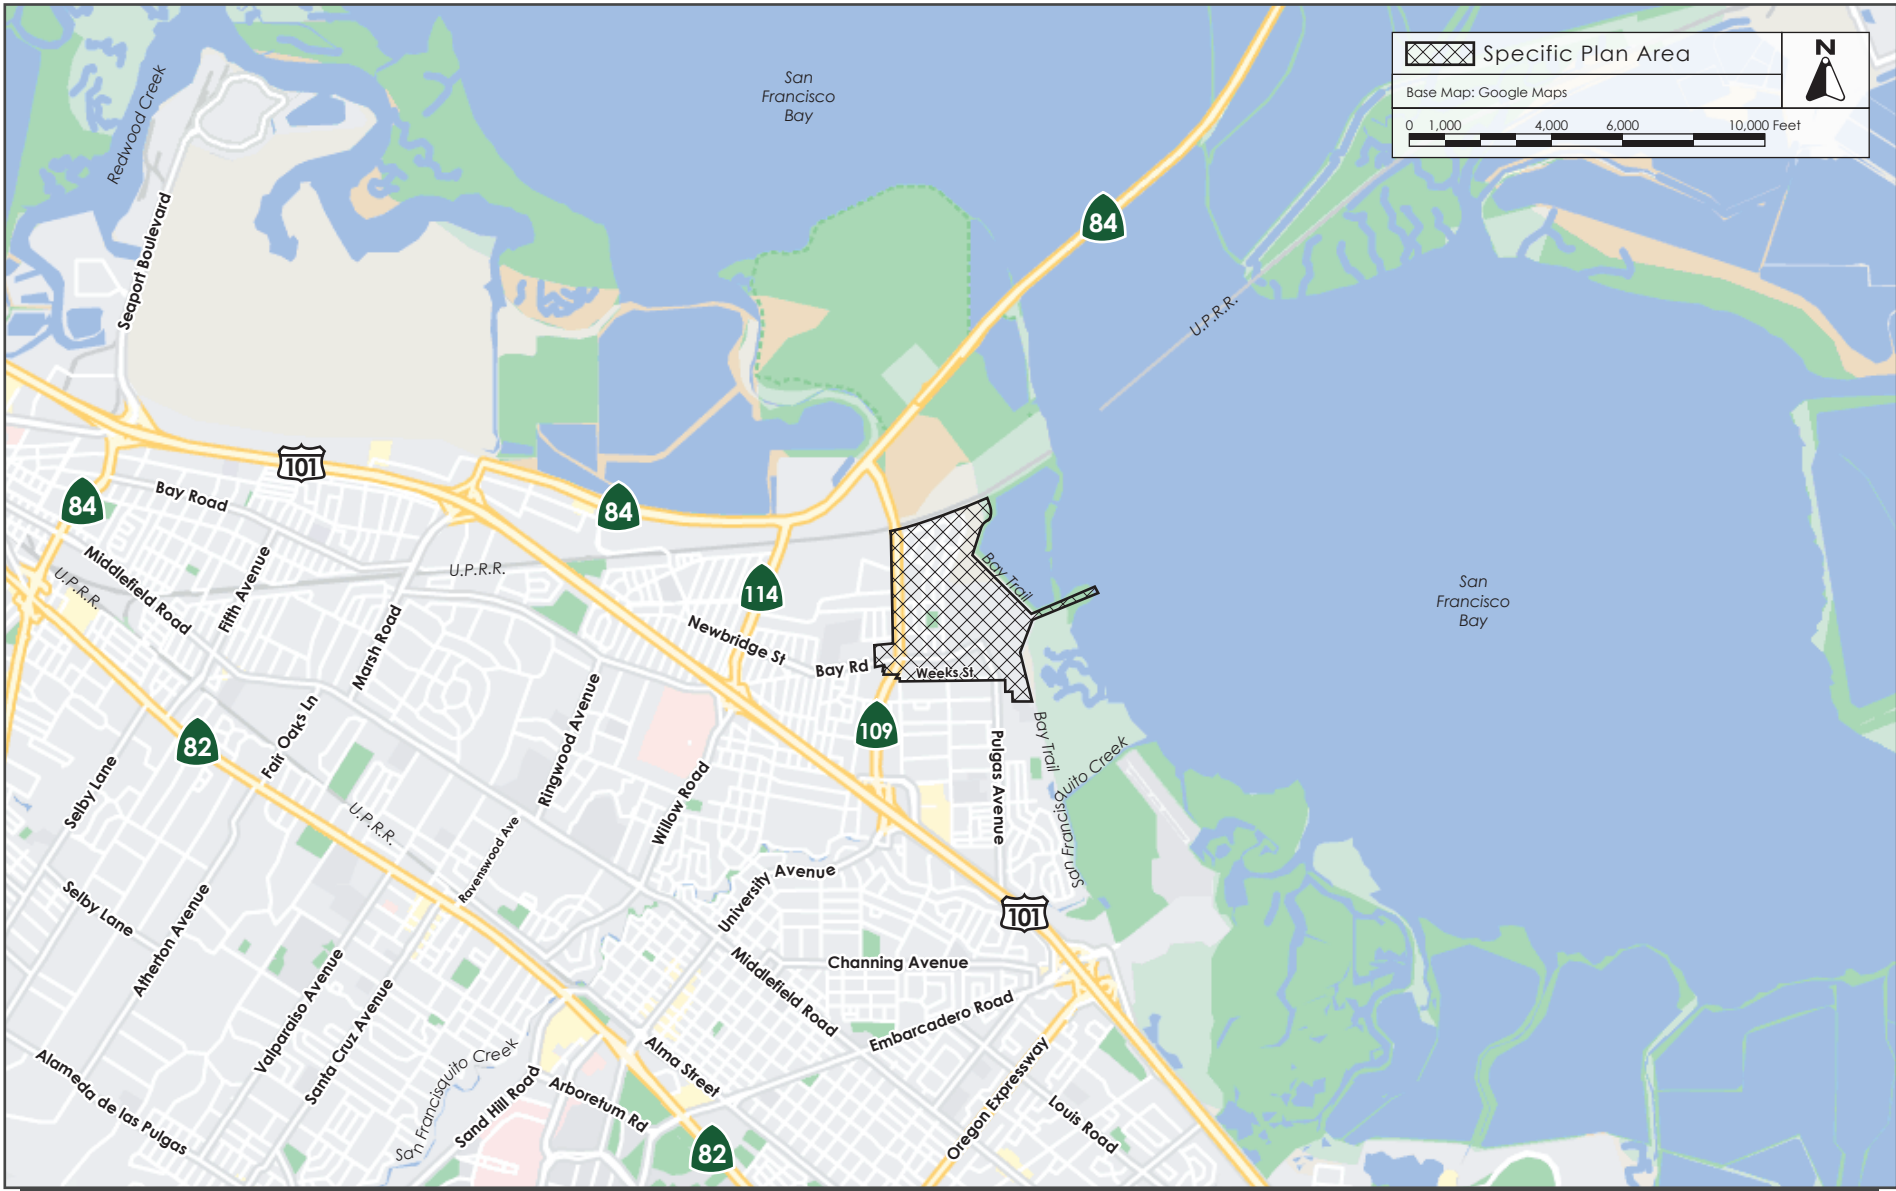 San
Francisco
Bay
Specific Plan Area
N
Base Map: Google Maps
0 1,000 4,000 6,000 10,000 Feet
Redwood Creek
Seaport Boulevard
84
U.P.R.R.
101
84
Bay Road
84
Middlefield Road
U.P.R.R.
Fifth Avenue
U.P.R.R.
Marsh Road
114
Newbridge St
Bay Rd
Weeks St
Bay Trail
San
Francisco
Bay
109
82
Fair Oaks Ln
Selby Lane
Ringwood Avenue
Willow Road
Pulgas Avenue
Bay Trail
San Francisquito Creek
U.P.R.R.
Ravenswood Ave
University Avenue
101
Selby Lane
Atherton Avenue
Valparaiso Avenue
Santa Cruz Avenue
Middlefield Road
Channing Avenue
Embarcadero Road
Alameda de las Pulgas
San Francisquito Creek
Sand Hill Road
Arboretum Rd
Alma Street
Oregon Expressway
Louis Road
82